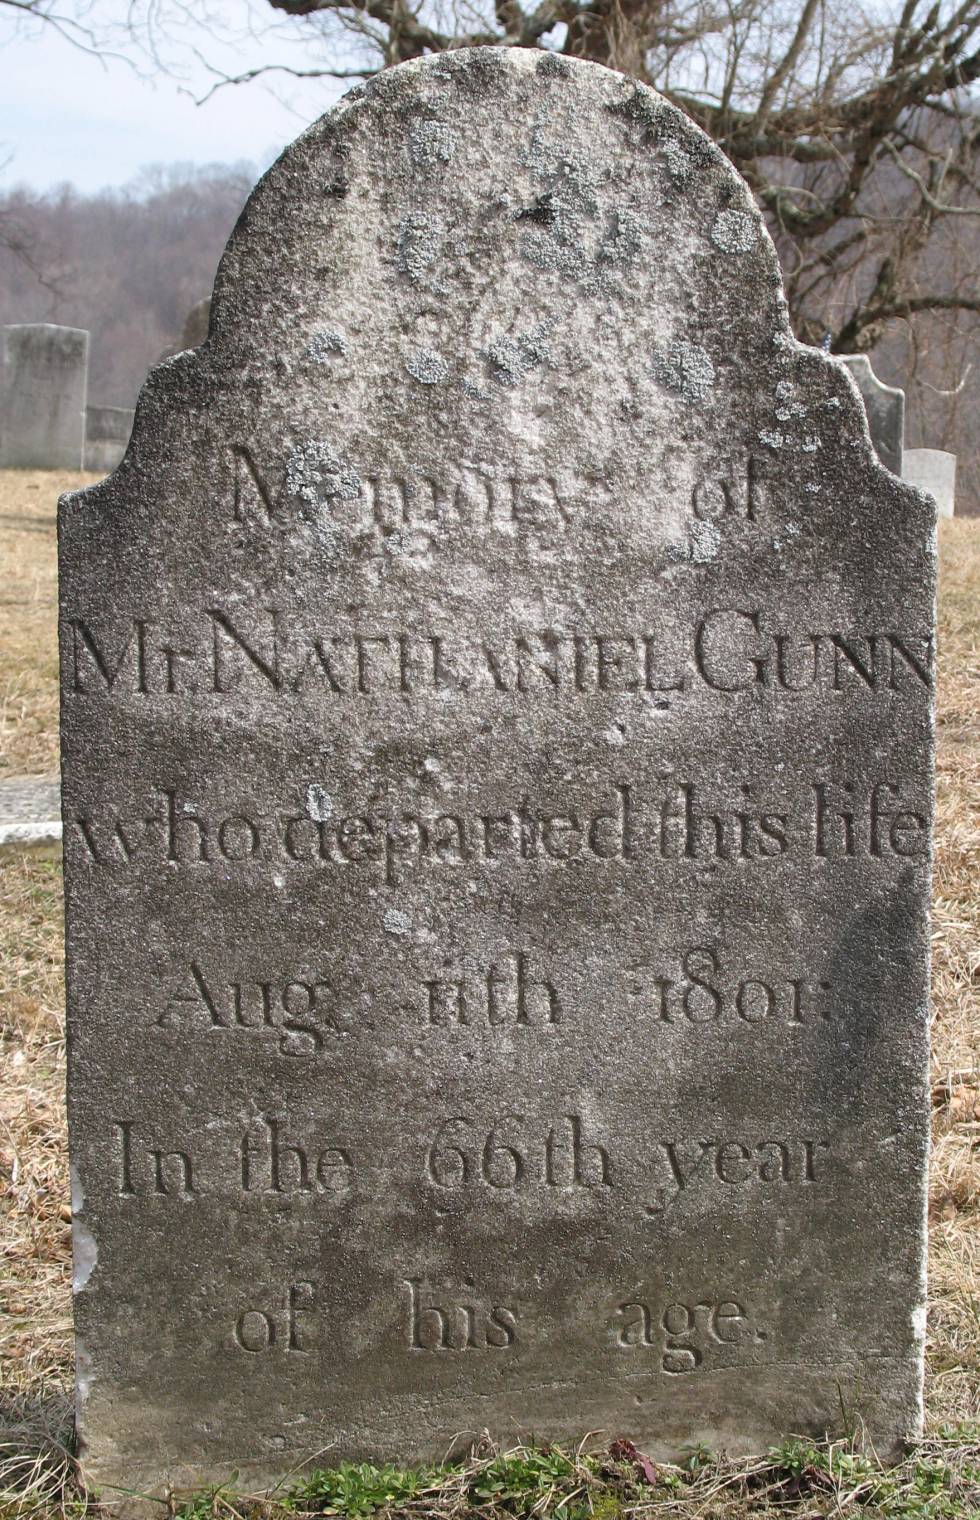 Memory of
Mr. NATHANIEL GUNN
who departed this life
Aug. 11th 1801:
In the 66th year
of his age.